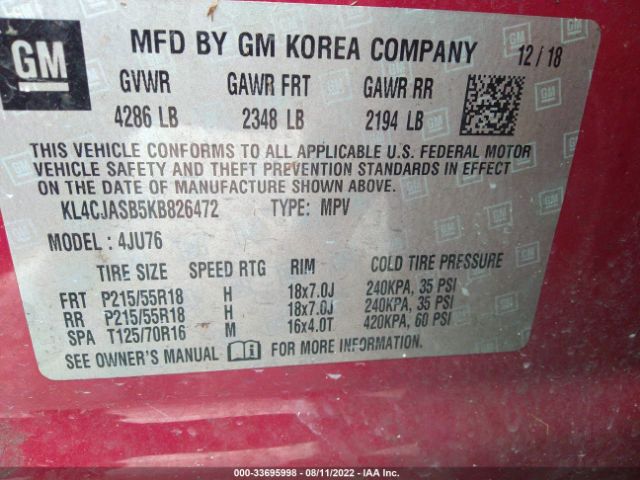 GM
MFD BY GM KOREA COMPANY 12/18
GVWR GAWR FRT GAWR RR
4286 LB 2348 LB 2194 LB
THIS VEHICLE CONFORMS TO ALL APPLICABLE U.S. FEDERAL MOTOR
VEHICLE SAFETY AND THEFT PREVENTION STANDARDS IN EFFECT
ON THE DATE OF MANUFACTURE SHOWN ABOVE.
KL4CJASB5KB826472 TYPE: MPV
MODEL: 4JU76
TIRE SIZE SPEED RTG RIM COLD TIRE PRESSURE
FRT P215/55R18 H 18x7.0J 240KPA, 35 PSI
RR P215/55R18 H 18x7.0J 240KPA, 35 PSI
SPA T125/70R16 M 16x4.0T 420KPA, 60 PSI
SEE OWNER'S MANUAL FOR MORE INFORMATION.
000-33695998 - 08/11/2022 - IAA Inc.